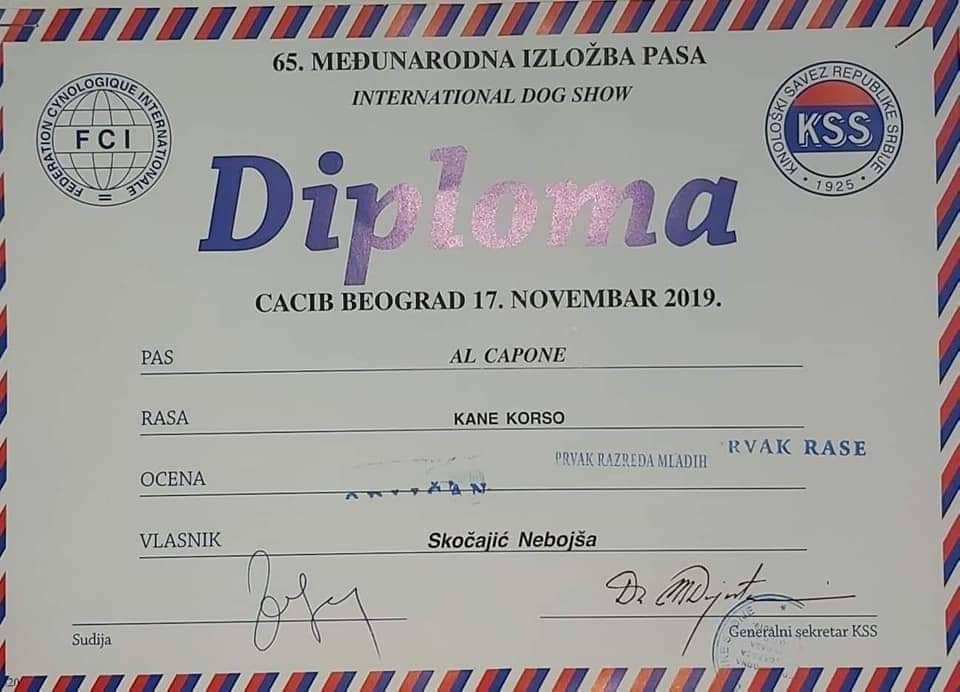 65. MEĐUNARODNA IZLOŽBA PASA
INTERNATIONAL DOG SHOW
FEDERATION CYNOLOGIQUE INTERNATIONALE
FCI
KINOLOŠKI SAVEZ REPUBLIKE SRBIJE
KSS
1925
Diploma
CACIB BEOGRAD 17. NOVEMBAR 2019.
PAS AL CAPONE
RASA KANE KORSO
OCENA PRVAK RAZREDA MLADIH RVAK RASE
VLASNIK Skočajić Nebojša
Sudija
Generalni sekretar KSS